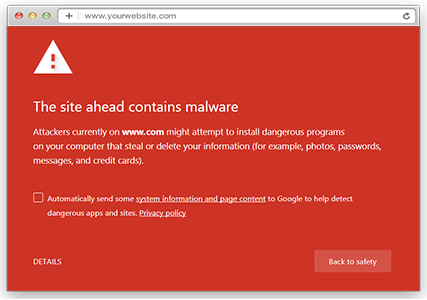 www.yourwebsite.com
The site ahead contains malware
Attackers currently on www.com might attempt to install dangerous programs
on your computer that steal or delete your information (for example, photos, passwords,
messages, and credit cards).
Automatically send some system information and page content to Google to help detect
dangerous apps and sites. Privacy policy
DETAILS
Back to safety